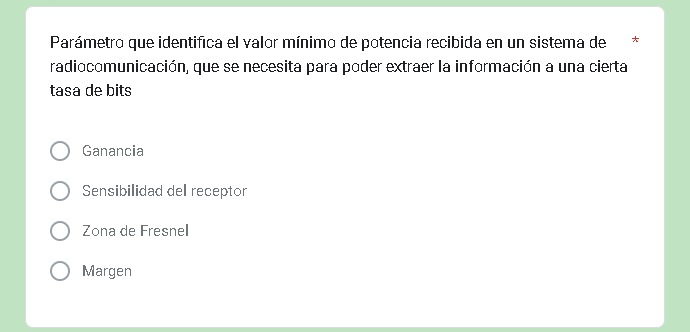 Parámetro que identifica el valor mínimo de potencia recibida en un sistema de *
radiocomunicación, que se necesita para poder extraer la información a una cierta
tasa de bits
Ganancia
Sensibilidad del receptor
Zona de Fresnel
Margen